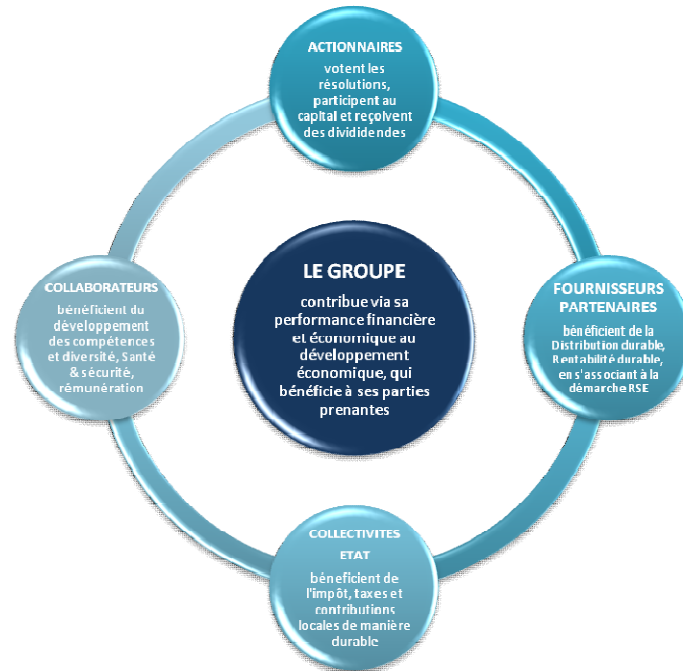 ACTIONNAIRES
votent les
résolutions,
participent au
capital et reçoivent
des divididendes
LE GROUPE
contribue via sa
performance financière
et économique au
développement
économique, qui
bénéficie à ses parties
prenantes
COLLABORATEURS
bénéficient du
développement
des compétences
et diversité, Santé
& sécurité,
rémunération
FOURNISSEURS
PARTENAIRES
bénéficient de la
Distribution durable,
Rentabilité durable,
en s'associant à la
démarche RSE
COLLECTIVITES
ETAT
béneficient de
l'impôt, taxes et
contributions
locales de manière
durable